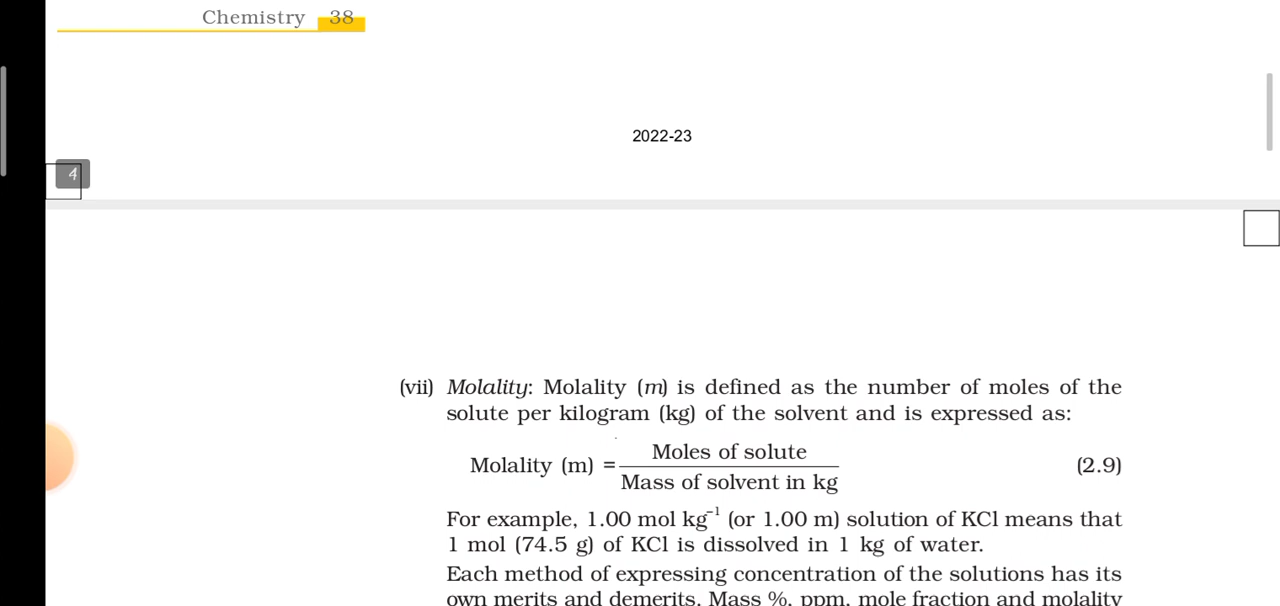 Chemistry 38
2022-23
4
(vii) Molality: Molality (m) is defined as the number of moles of the
solute per kilogram (kg) of the solvent and is expressed as:
Moles of solute
Molality (m) =
(2.9)
Mass of solvent in kg
For example, 1.00 mol kg⁻¹ (or 1.00 m) solution of KCl means that
1 mol (74.5 g) of KCl is dissolved in 1 kg of water.
Each method of expressing concentration of the solutions has its
own merits and demerits. Mass %, ppm, mole fraction and molality